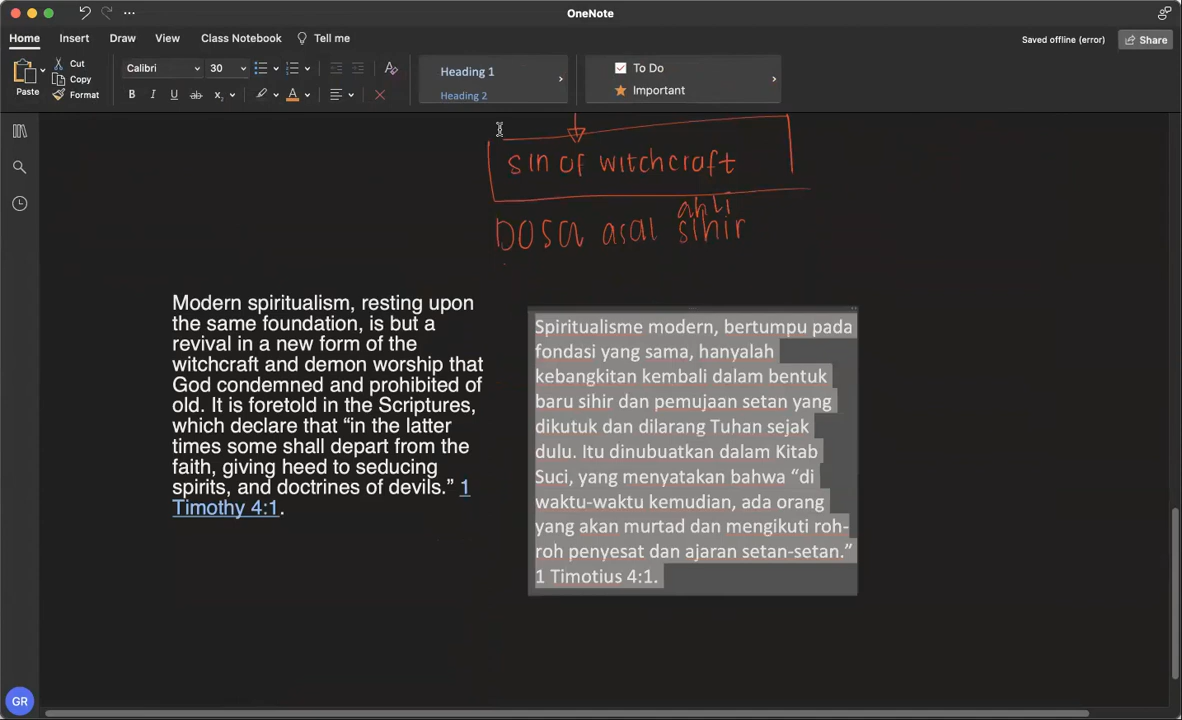 OneNote
Home Insert Draw View Class Notebook Tell me
Saved offline (error)
Share
Paste
Cut
Copy
Format
Calibri 30
B I U ab x
A
Heading 1
Heading 2
To Do
Important
sin of witchcraft
ahli
Dosa asal sihir
Modern spiritualism, resting upon
the same foundation, is but a
revival in a new form of the
witchcraft and demon worship that
God condemned and prohibited of
old. It is foretold in the Scriptures,
which declare that “in the latter
times some shall depart from the
faith, giving heed to seducing
spirits, and doctrines of devils.” 1
Timothy 4:1.
Spiritualisme modern, bertumpu pada
fondasi yang sama, hanyalah
kebangkitan kembali dalam bentuk
baru sihir dan pemujaan setan yang
dikutuk dan dilarang Tuhan sejak
dulu. Itu dinubuatkan dalam Kitab
Suci, yang menyatakan bahwa “di
waktu-waktu kemudian, ada orang
yang akan murtad dan mengikuti roh-
roh penyesat dan ajaran setan-setan.”
1 Timotius 4:1.
GR